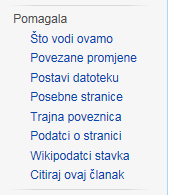 Pomagala
Što vodi ovamo
Povezane promjene
Postavi datoteku
Posebne stranice
Trajna poveznica
Podatci o stranici
Wikipodatci stavka
Citiraj ovaj članak